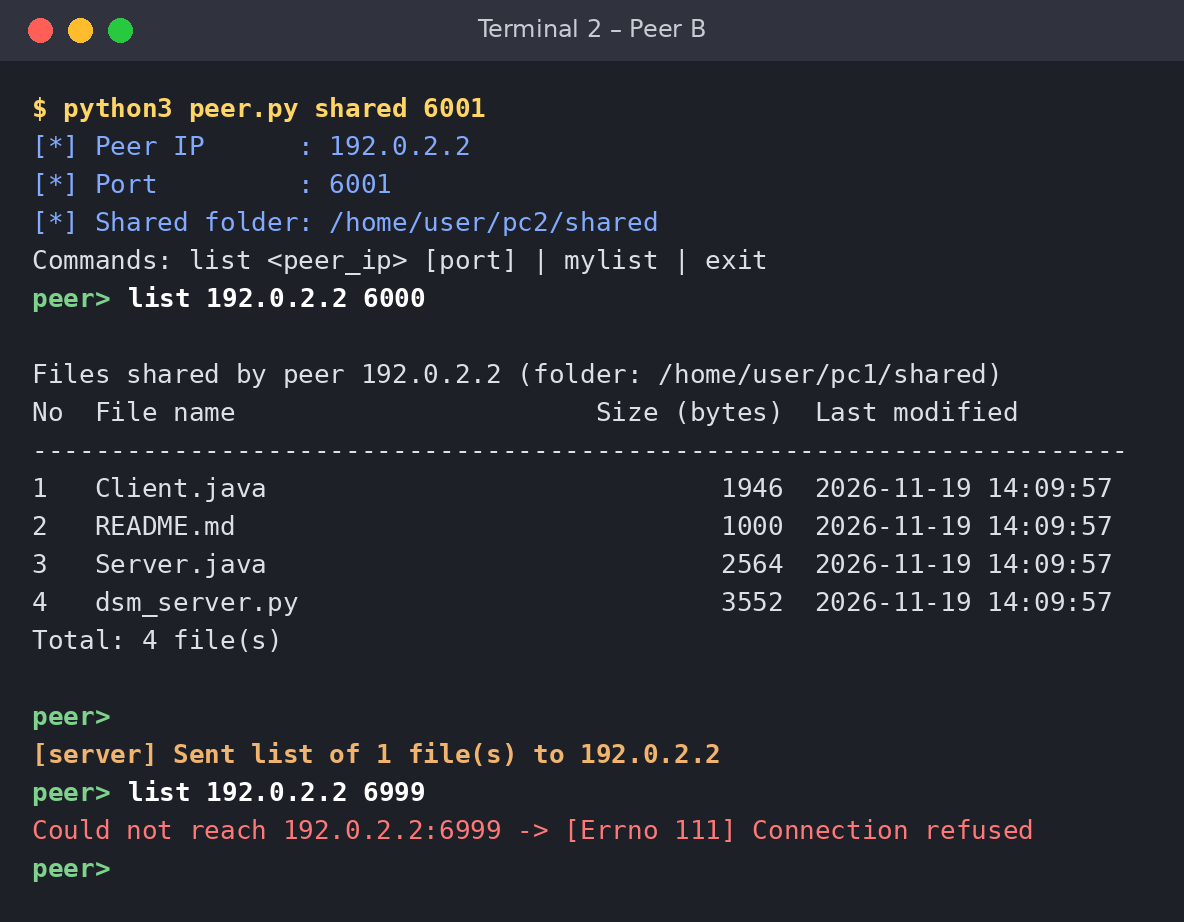 Terminal 2 – Peer B
$ python3 peer.py shared 6001
[*] Peer IP      : 192.0.2.2
[*] Port         : 6001
[*] Shared folder: /home/user/pc2/shared
Commands: list <peer_ip> [port] | mylist | exit
peer> list 192.0.2.2 6000
Files shared by peer 192.0.2.2 (folder: /home/user/pc1/shared)
No  File name                       Size (bytes)  Last modified
----------------------------------------------------------------------
1   Client.java                             1946  2026-11-19 14:09:57
2   README.md                               1000  2026-11-19 14:09:57
3   Server.java                             2564  2026-11-19 14:09:57
4   dsm_server.py                           3552  2026-11-19 14:09:57
Total: 4 file(s)
peer>
[server] Sent list of 1 file(s) to 192.0.2.2
peer> list 192.0.2.2 6999
Could not reach 192.0.2.2:6999 -> [Errno 111] Connection refused
peer>